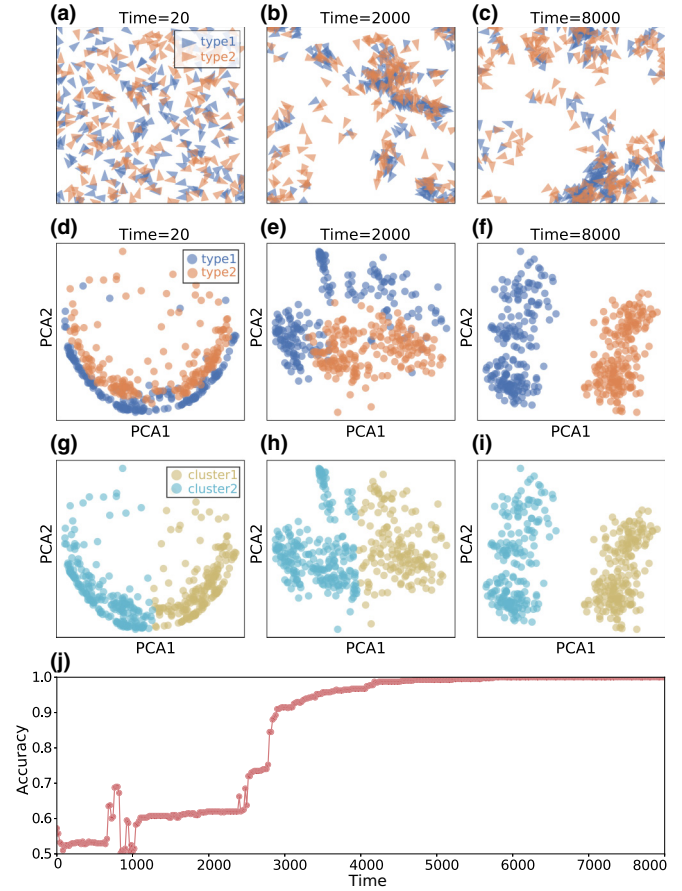 (a) Time=20 (b) Time=2000 (c) Time=8000
type1
type2
(d) Time=20 (e) Time=2000 (f) Time=8000
type1
type2
PCA2 PCA2 PCA2
PCA1 PCA1 PCA1
(g) (h) (i)
cluster1
cluster2
PCA2 PCA2 PCA2
PCA1 PCA1 PCA1
(j)
1.0
0.9
0.8
0.7
0.6
0.5
Accuracy
0 1000 2000 3000 4000 5000 6000 7000 8000
Time